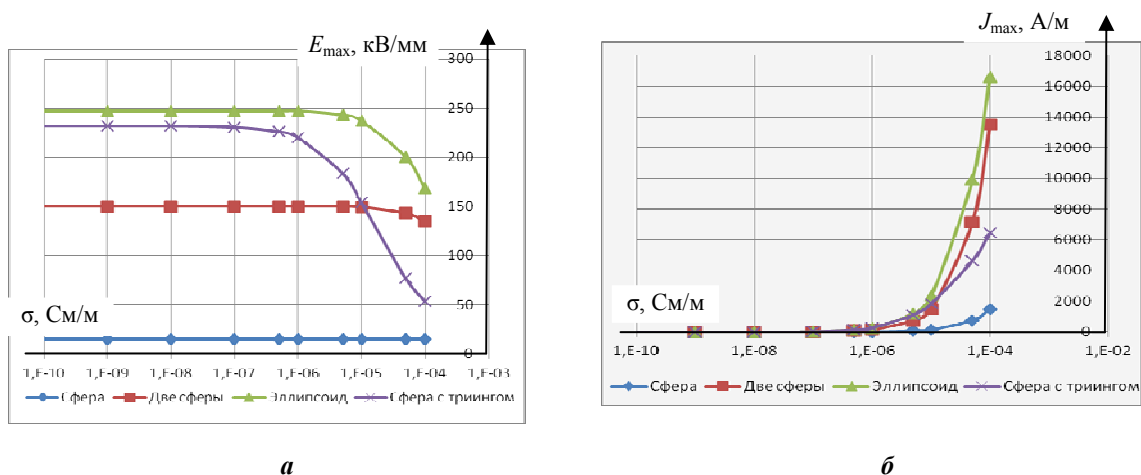 E_max, кВ/мм
300
250
200
150
100
50
0
σ, См/м
1,E-10 1,E-09 1,E-08 1,E-07 1,E-06 1,E-05 1,E-04 1,E-03
Сфера Две сферы Эллипсоид Сфера с триингом
а
J_max, А/м
18000
16000
14000
12000
10000
8000
6000
4000
2000
0
σ, См/м
1,E-10 1,E-08 1,E-06 1,E-04 1,E-02
Сфера Две сферы Эллипсоид Сфера с триингом
б